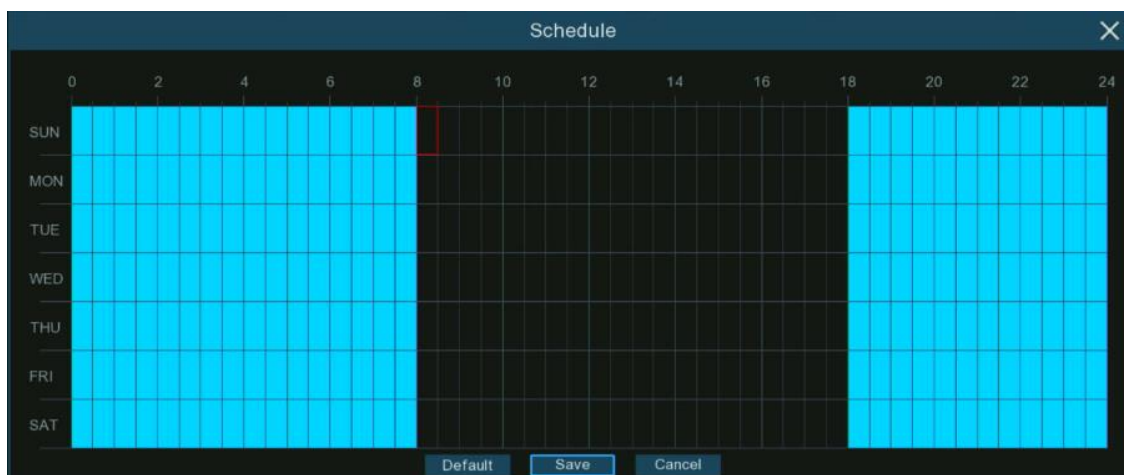 Schedule
0 2 4 6 8 10 12 14 16 18 20 22 24
SUN
MON
TUE
WED
THU
FRI
SAT
Default Save Cancel